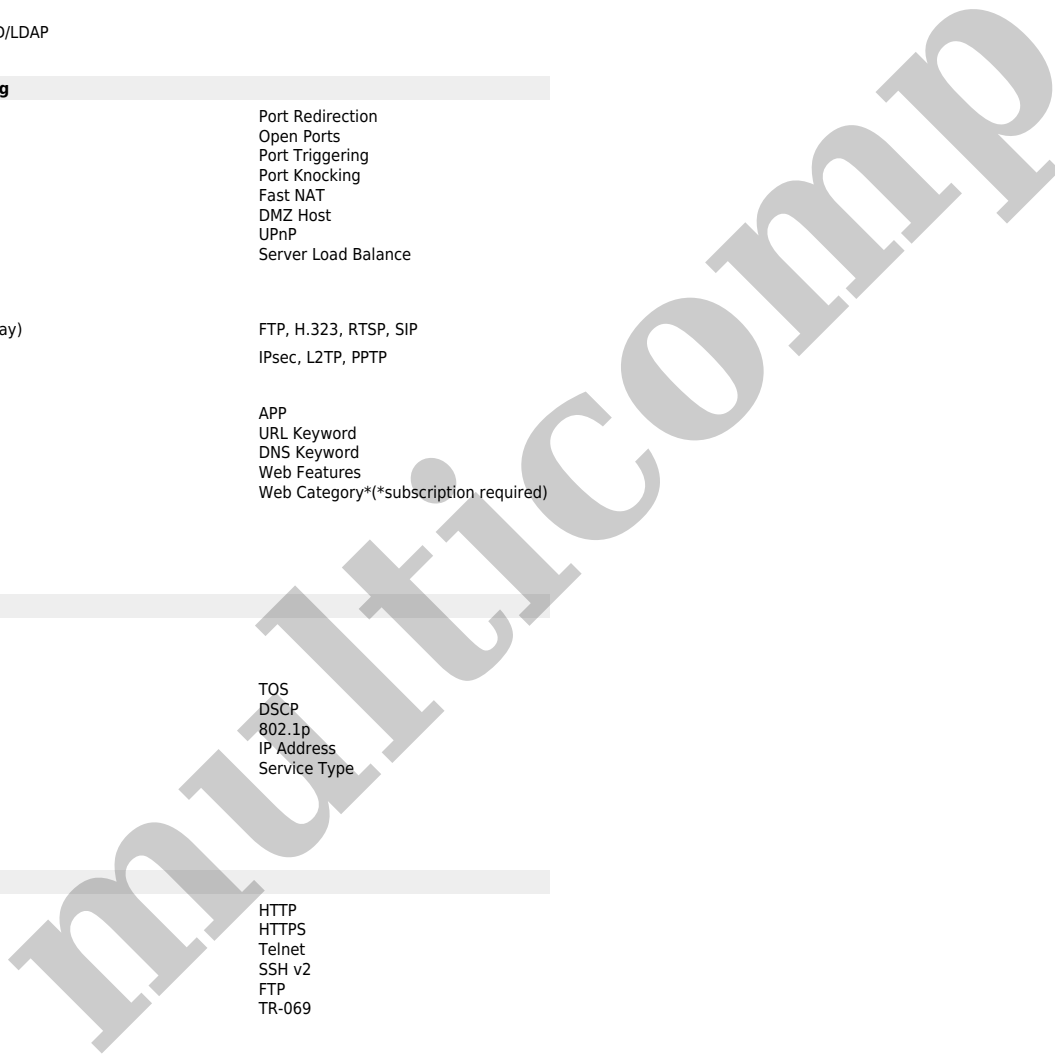 D/LDAP
g
Port Redirection
Open Ports
Port Triggering
Port Knocking
Fast NAT
DMZ Host
UPnP
Server Load Balance
ay)
FTP, H.323, RTSP, SIP
IPsec, L2TP, PPTP
APP
URL Keyword
DNS Keyword
Web Features
Web Category*(*subscription required)
TOS
DSCP
802.1p
IP Address
Service Type
HTTP
HTTPS
Telnet
SSH v2
FTP
TR-069
multicomp